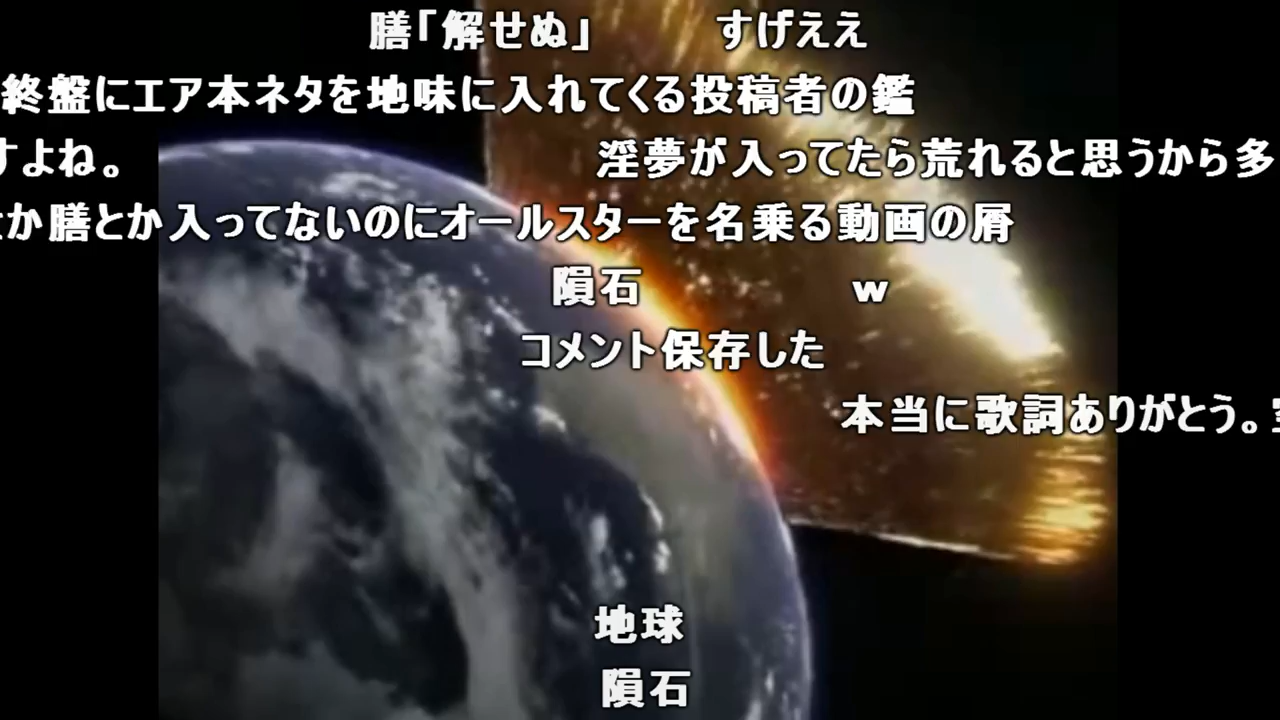 膳「解せぬ」 すげええ
終盤にエア本ネタを地味に入れてくる投稿者の鑑
すよね。 淫夢が入ってたら荒れると思うから多
か膳とか入ってないのにオールスターを名乗る動画の屑
隕石 w
コメント保存した
本当に歌詞ありがとう。
地球
隕石